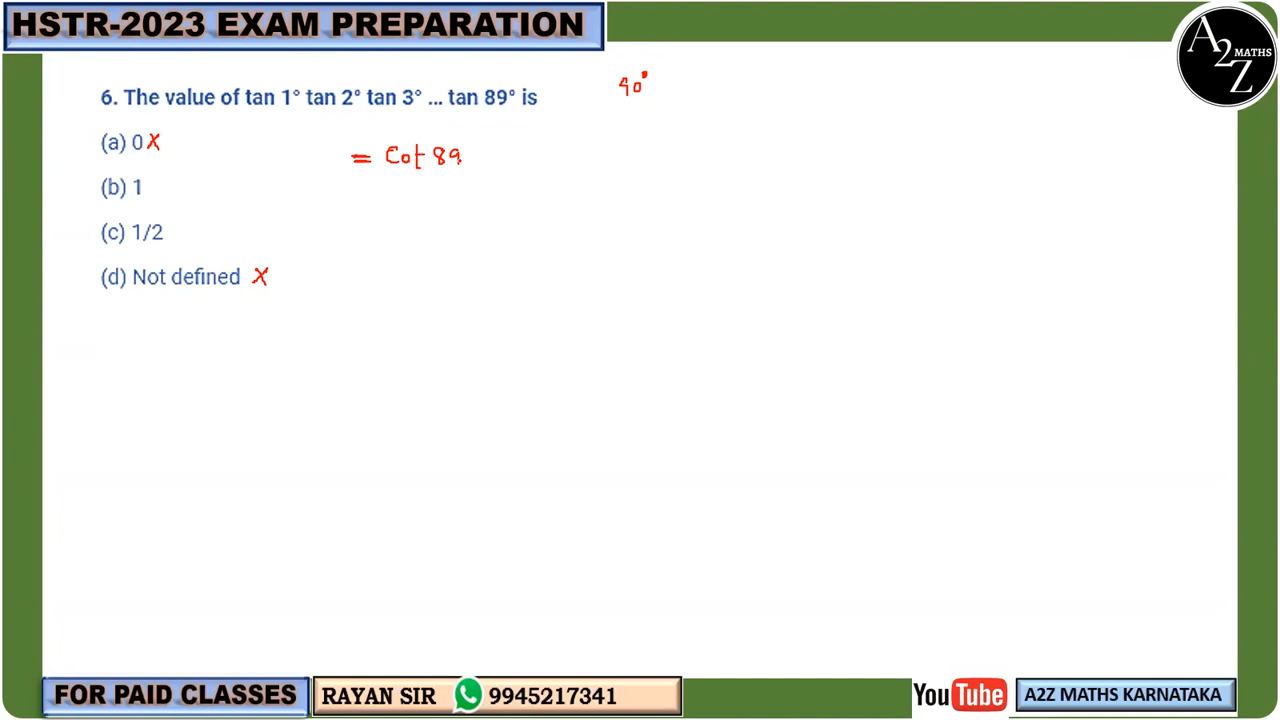 HSTR-2023 EXAM PREPARATION
A2Z MATHS
90°
6. The value of tan 1° tan 2° tan 3° ... tan 89° is
(a) 0 X
= Cot 89
(b) 1
(c) 1/2
(d) Not defined X
FOR PAID CLASSES
RAYAN SIR 9945217341
YouTube
A2Z MATHS KARNATAKA